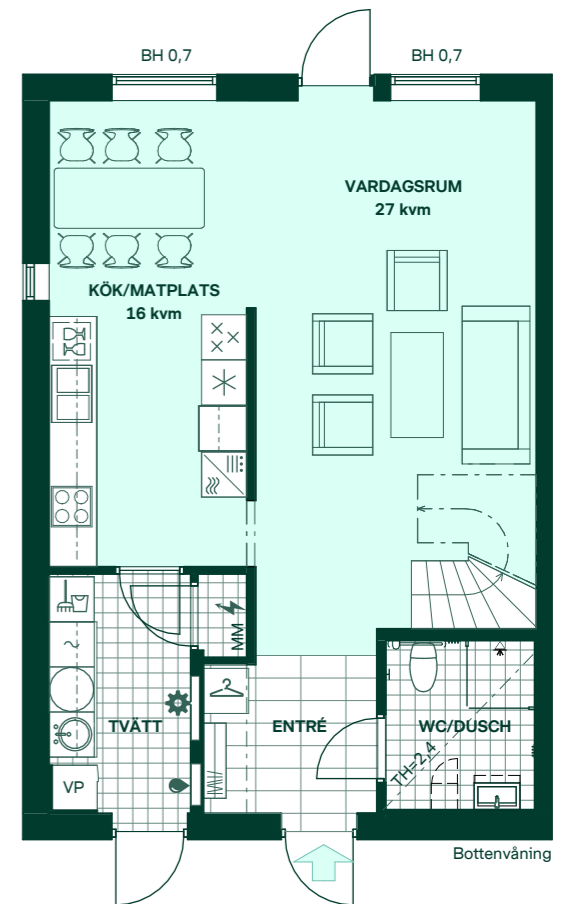 BH 0,7
BH 0,7
VARDAGSRUM
27 kvm
KÖK/MATPLATS
16 kvm
MM
TVÄTT
ENTRÉ
WC/DUSCH
TH=2,4
VP
Bottenvåning